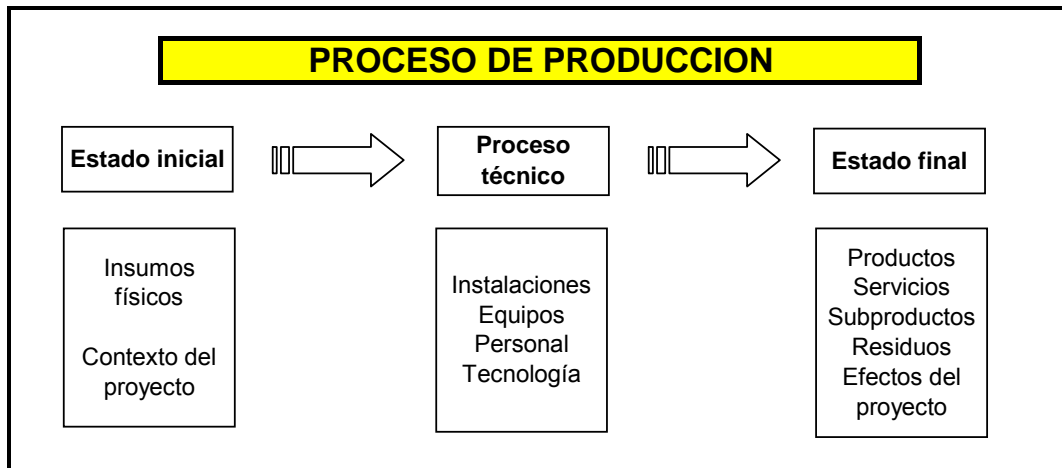 PROCESO DE PRODUCCION
Estado inicial
Proceso
técnico
Estado final
Insumos
físicos
Contexto del
proyecto
Instalaciones
Equipos
Personal
Tecnología
Productos
Servicios
Subproductos
Residuos
Efectos del
proyecto